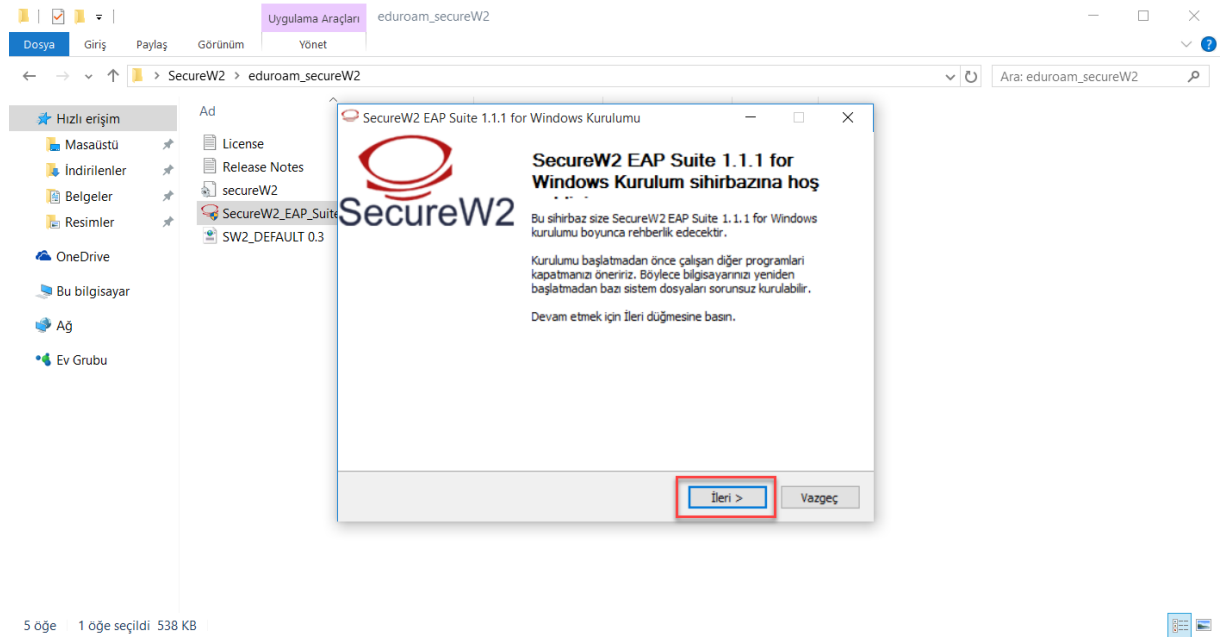 Uygulama Araçları
eduroam_secureW2
Dosya
Giriş
Paylaş
Görünüm
Yönet
SecureW2 > eduroam_secureW2
Ara: eduroam_secureW2
Hızlı erişim
Masaüstü
İndirilenler
Belgeler
Resimler
OneDrive
Bu bilgisayar
Ağ
Ev Grubu
Ad
License
Release Notes
secureW2
SecureW2_EAP_Suite
SW2_DEFAULT 0.3
SecureW2 EAP Suite 1.1.1 for Windows Kurulumu
SecureW2
SecureW2 EAP Suite 1.1.1 for
Windows Kurulum sihirbazına hoş
Bu sihirbaz size SecureW2 EAP Suite 1.1.1 for Windows
kurulumu boyunca rehberlik edecektir.
Kurulumu başlatmadan önce çalışan diğer programlari
kapatmanızı öneririz. Böylece bilgisayarınızı yeniden
başlatmadan bazı sistem dosyaları sorunsuz kurulabilir.
Devam etmek için İleri düğmesine basın.
İleri >
Vazgeç
5 öğe
1 öğe seçildi 538 KB